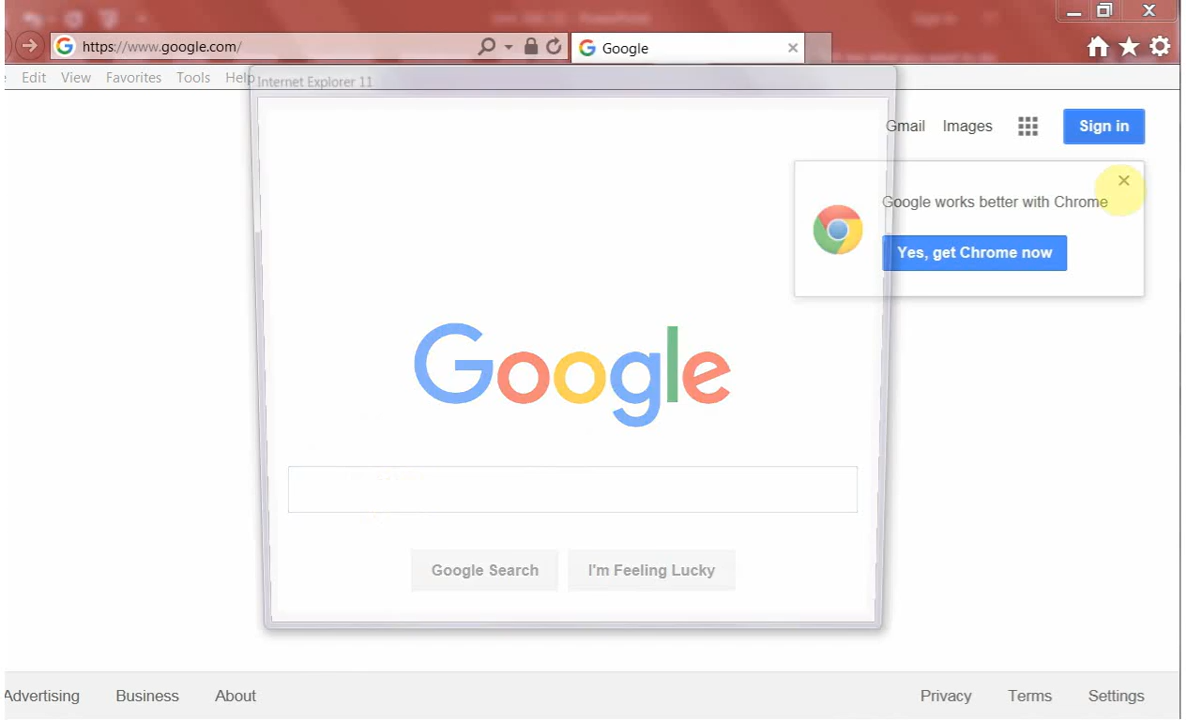 https://www.google.com/
Google
Edit View Favorites Tools Help
Internet Explorer 11
Gmail Images Sign in
Google works better with Chrome
Yes, get Chrome now
Google
Google Search I'm Feeling Lucky
Advertising Business About Privacy Terms Settings